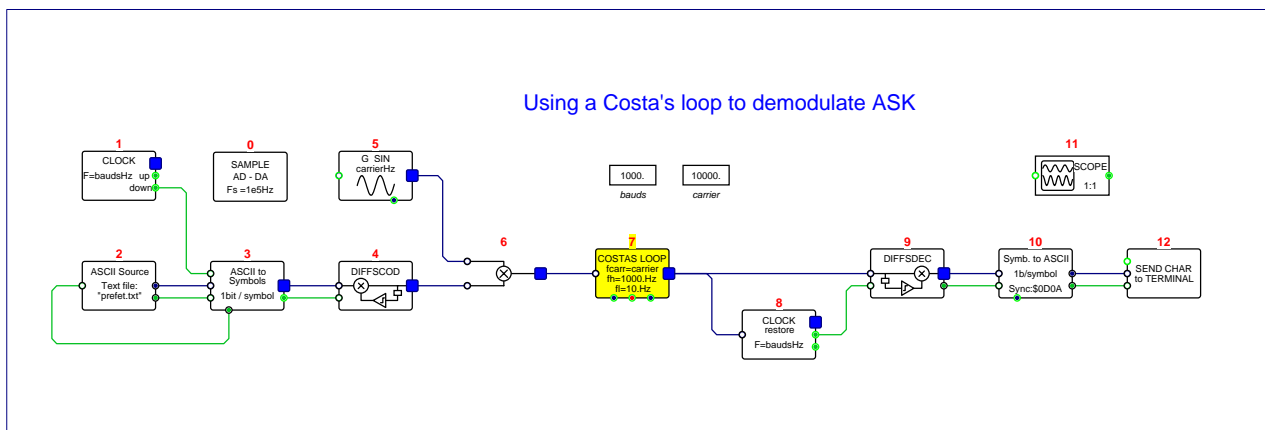 Using a Costa's loop to demodulate ASK
1
CLOCK
F=baudsHz up
down
0
SAMPLE
AD - DA
Fs =1e5Hz
5
G SIN
carrierHz
1000.
bauds
10000.
carrier
11
SCOPE
1:1
2
ASCII Source
Text file:
"prefet.txt"
3
ASCII to
Symbols
1bit / symbol
4
DIFFSCOD
6
7
COSTAS LOOP
fcarr=carrier
fh=1000.Hz
fl=10.Hz
8
CLOCK
restore
F=baudsHz
9
DIFFSDEC
10
Symb. to ASCII
1b/symbol
Sync:$0D0A
12
SEND CHAR
to TERMINAL